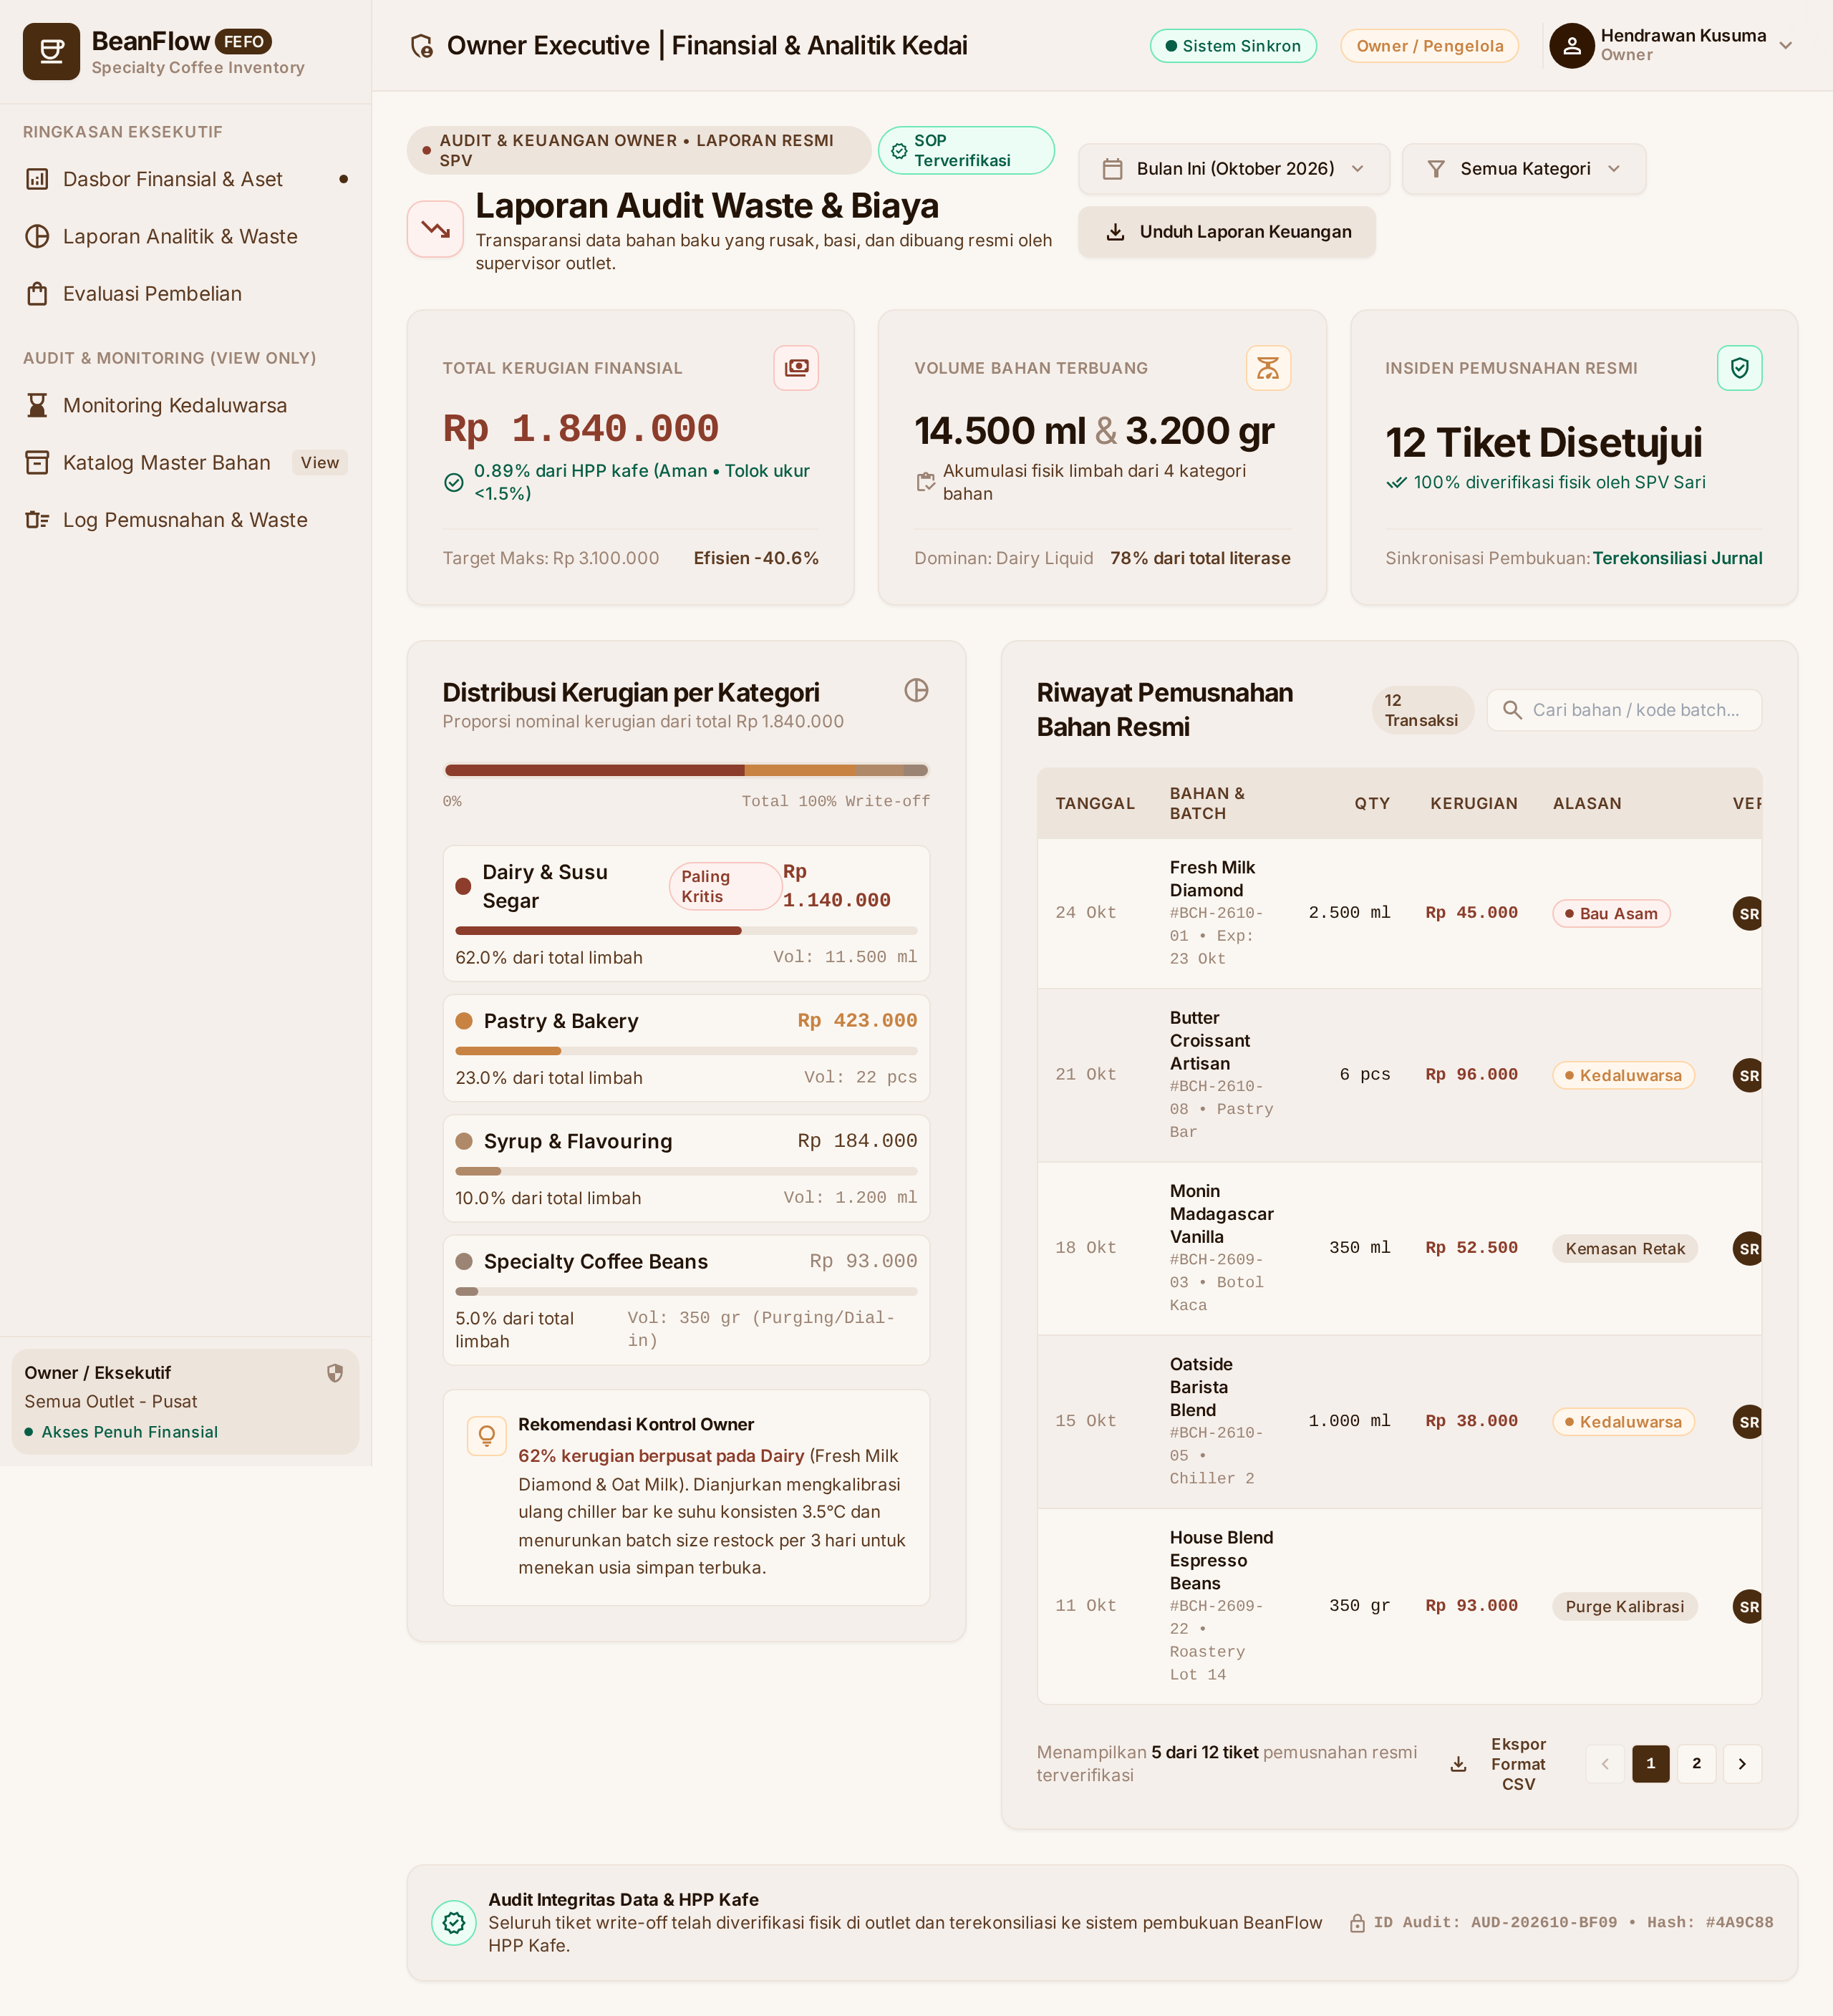 BeanFlow FEFO
Specialty Coffee Inventory
RINGKASAN EKSEKUTIF
Dasbor Finansial & Aset
Laporan Analitik & Waste
Evaluasi Pembelian
AUDIT & MONITORING (VIEW ONLY)
Monitoring Kedaluwarsa
Katalog Master Bahan View
Log Pemusnahan & Waste
Owner / Eksekutif
Semua Outlet - Pusat
Akses Penuh Finansial
Owner Executive | Finansial & Analitik Kedai
Sistem Sinkron
Owner / Pengelola
Hendrawan Kusuma
Owner
AUDIT & KEUANGAN OWNER • LAPORAN RESMI
SPV
SOP
Terverifikasi
Laporan Audit Waste & Biaya
Transparansi data bahan baku yang rusak, basi, dan dibuang resmi oleh
supervisor outlet.
Bulan Ini (Oktober 2026)
Semua Kategori
Unduh Laporan Keuangan
TOTAL KERUGIAN FINANSIAL
Rp 1.840.000
0.89% dari HPP kafe (Aman • Tolok ukur
<1.5%)
Target Maks: Rp 3.100.000 Efisien -40.6%
VOLUME BAHAN TERBUANG
14.500 ml & 3.200 gr
Akumulasi fisik limbah dari 4 kategori
bahan
Dominan: Dairy Liquid 78% dari total literase
INSIDEN PEMUSNAHAN RESMI
12 Tiket Disetujui
100% diverifikasi fisik oleh SPV Sari
Sinkronisasi Pembukuan: Terekonsiliasi Jurnal
Distribusi Kerugian per Kategori
Proporsi nominal kerugian dari total Rp 1.840.000
0% Total 100% Write-off
Dairy & Susu
Segar
Paling
Kritis
Rp
1.140.000
62.0% dari total limbah Vol: 11.500 ml
Pastry & Bakery Rp 423.000
23.0% dari total limbah Vol: 22 pcs
Syrup & Flavouring Rp 184.000
10.0% dari total limbah Vol: 1.200 ml
Specialty Coffee Beans Rp 93.000
5.0% dari total
limbah
Vol: 350 gr (Purging/Dial-
in)
Rekomendasi Kontrol Owner
62% kerugian berpusat pada Dairy (Fresh Milk
Diamond & Oat Milk). Dianjurkan mengkalibrasi
ulang chiller bar ke suhu konsisten 3.5°C dan
menurunkan batch size restock per 3 hari untuk
menekan usia simpan terbuka.
Riwayat Pemusnahan
Bahan Resmi
12
Transaksi
Cari bahan / kode batch...
TANGGAL
BAHAN &
BATCH
QTY KERUGIAN ALASAN VER
24 Okt
Fresh Milk
Diamond
#BCH-2610-
01 • Exp:
23 Okt
2.500 ml Rp 45.000 Bau Asam SR
21 Okt
Butter
Croissant
Artisan
#BCH-2610-
08 • Pastry
Bar
6 pcs Rp 96.000 Kedaluwarsa SR
18 Okt
Monin
Madagascar
Vanilla
#BCH-2609-
03 • Botol
Kaca
350 ml Rp 52.500 Kemasan Retak SR
15 Okt
Oatside
Barista
Blend
#BCH-2610-
05 •
Chiller 2
1.000 ml Rp 38.000 Kedaluwarsa SR
11 Okt
House Blend
Espresso
Beans
#BCH-2609-
22 •
Roastery
Lot 14
350 gr Rp 93.000 Purge Kalibrasi SR
Menampilkan 5 dari 12 tiket pemusnahan resmi
terverifikasi
Ekspor
Format
CSV
1 2
Audit Integritas Data & HPP Kafe
Seluruh tiket write-off telah diverifikasi fisik di outlet dan terekonsiliasi ke sistem pembukuan BeanFlow
HPP Kafe.
ID Audit: AUD-202610-BF09 • Hash: #4A9C88